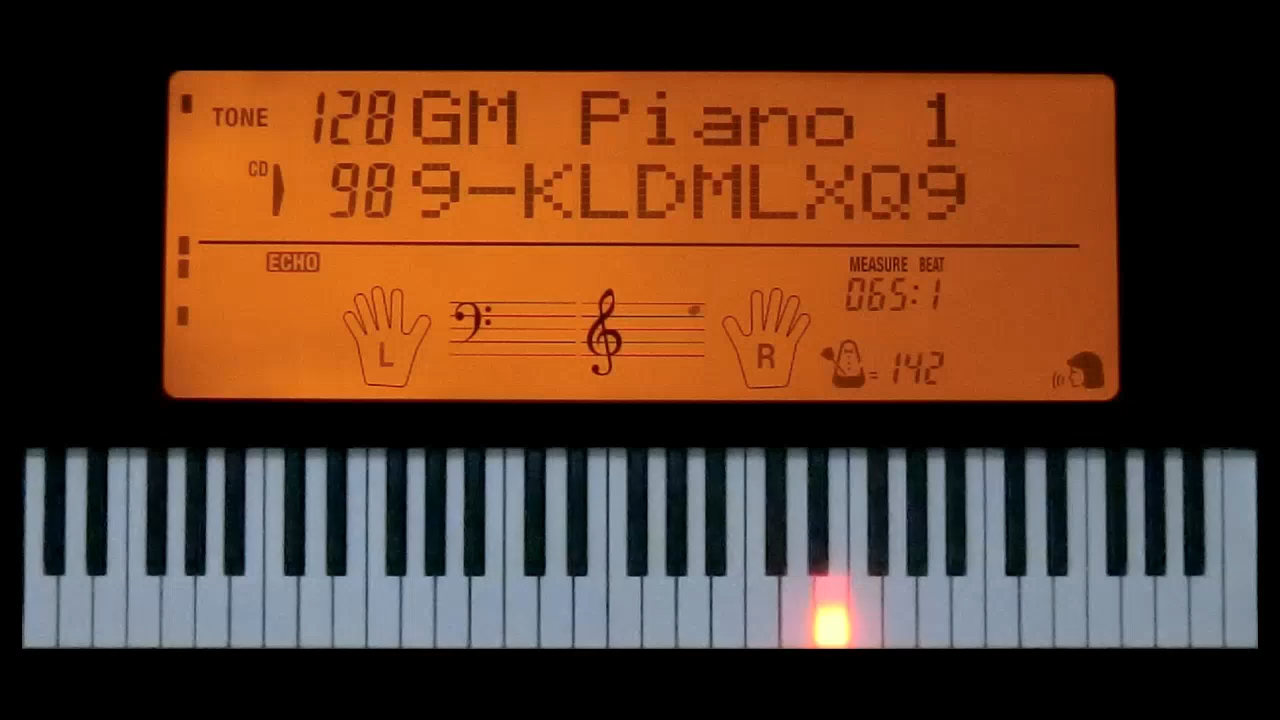 TONE 128 GM Piano 1
CD 98 9-KLDMLXQ9
ECHO
MEASURE BEAT
065:1
L
R
= 142